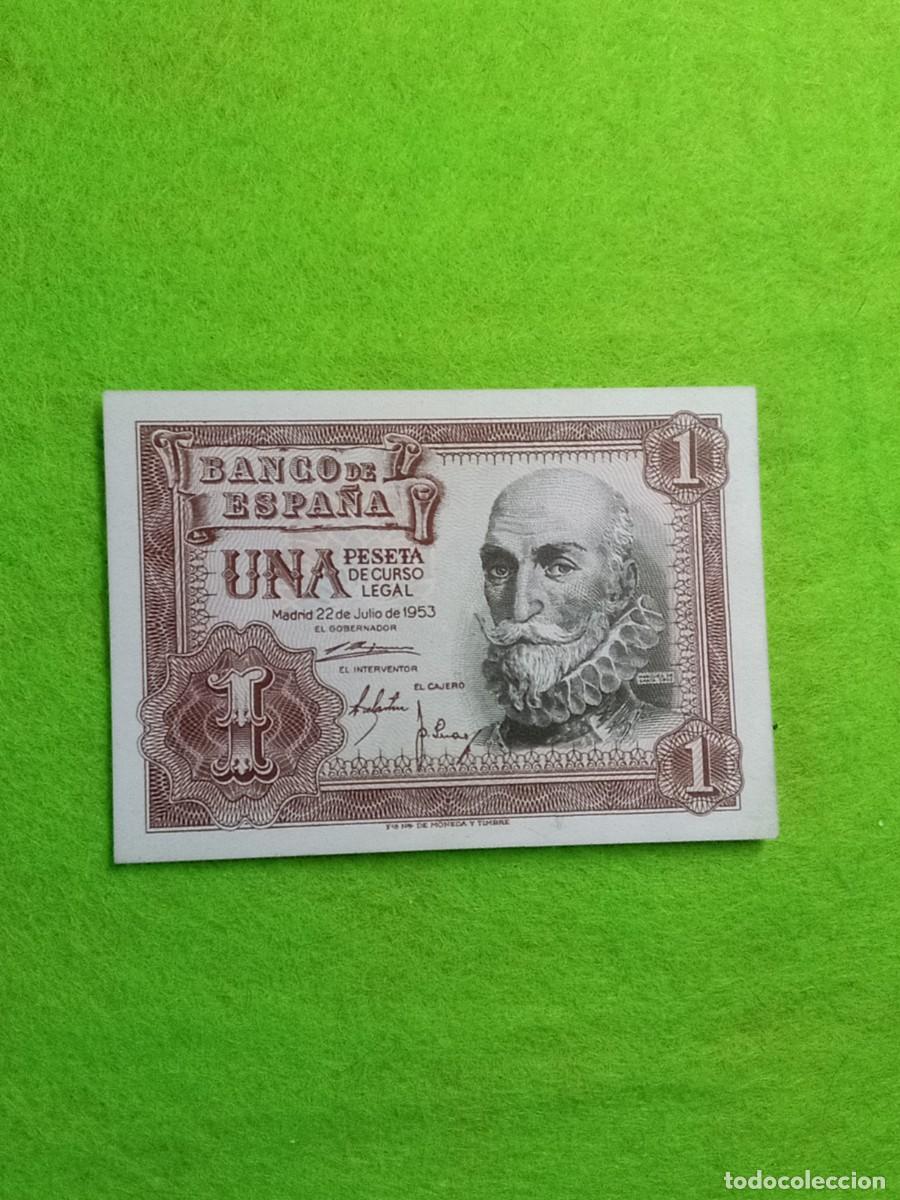 1
BANCO DE
ESPAÑA
UNA PESETA
DE CURSO
LEGAL
Madrid 22 de Julio de 1953
EL GOBERNADOR
EL INTERVENTOR
EL CAJERO
1
1
DE MONEDA Y TIMBRE
todocoleccion